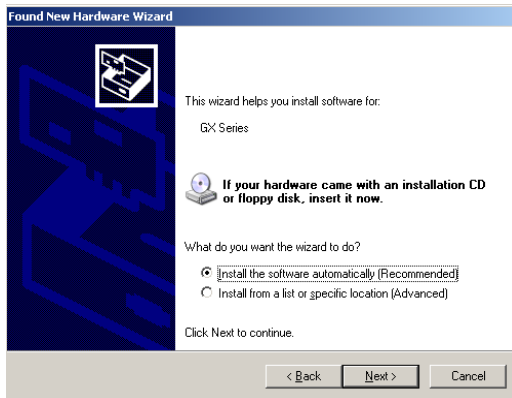 Found New Hardware Wizard
This wizard helps you install software for:
GX Series
If your hardware came with an installation CD
or floppy disk, insert it now.
What do you want the wizard to do?
Install the software automatically (Recommended)
Install from a list or specific location (Advanced)
Click Next to continue.
< Back
Next >
Cancel